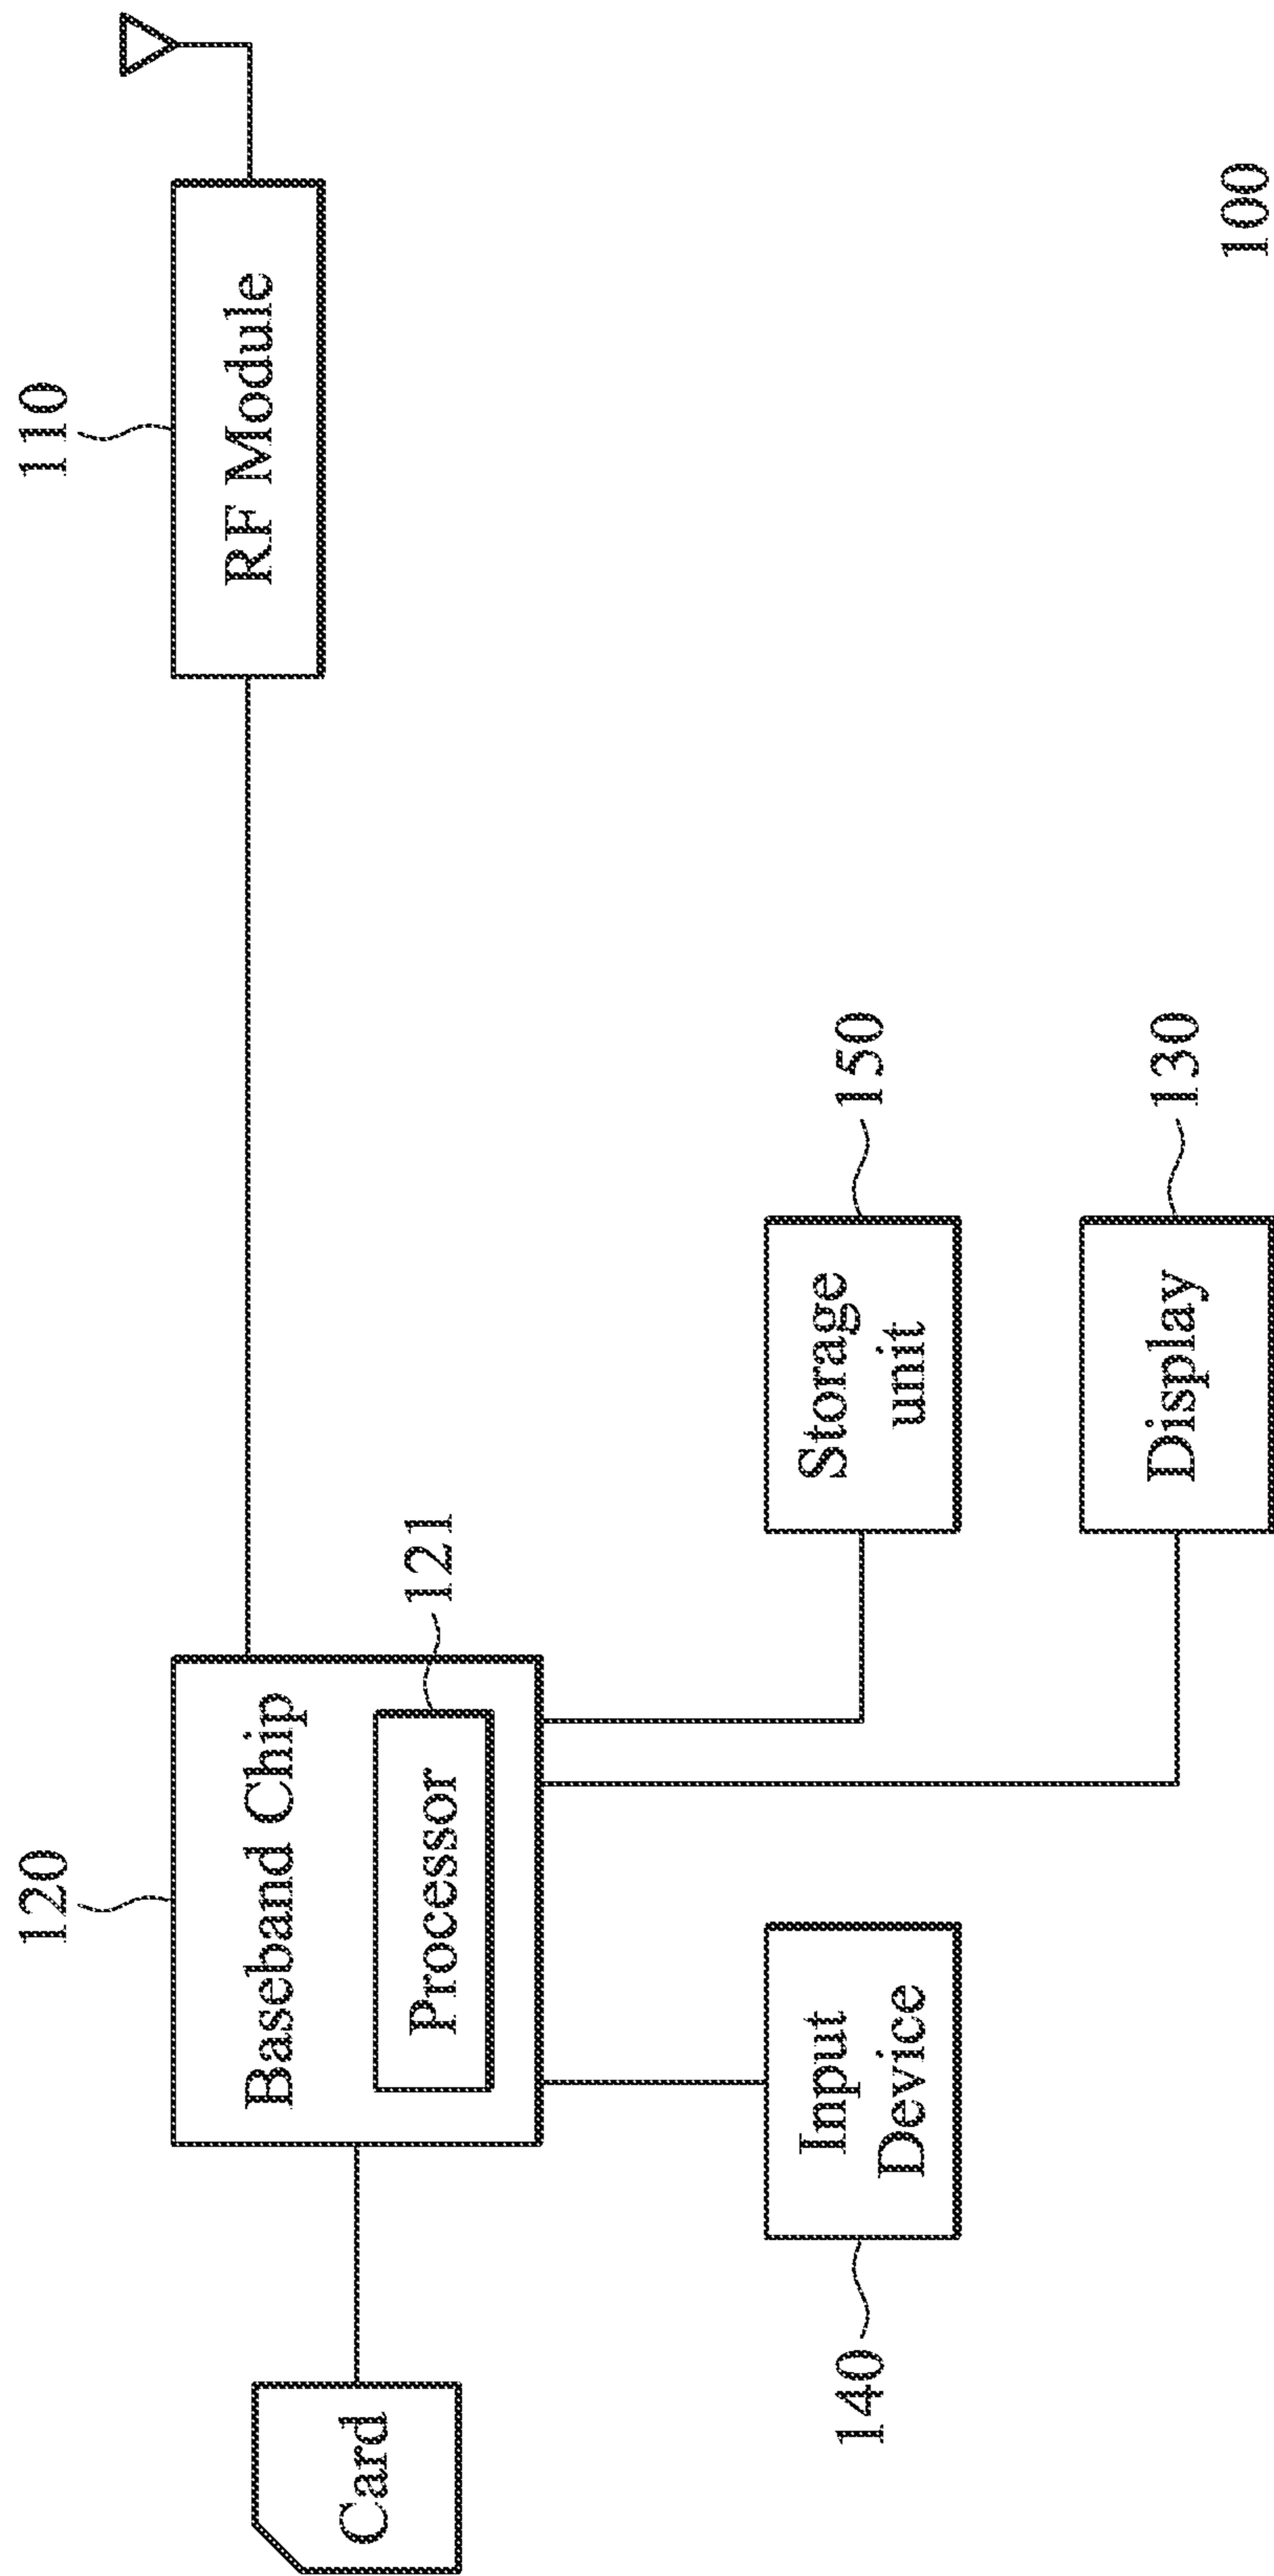 120
110
Baseband Chip
RF Module
Card
Processor
121
Input
Device
140
Storage
unit
150
Display
130
100